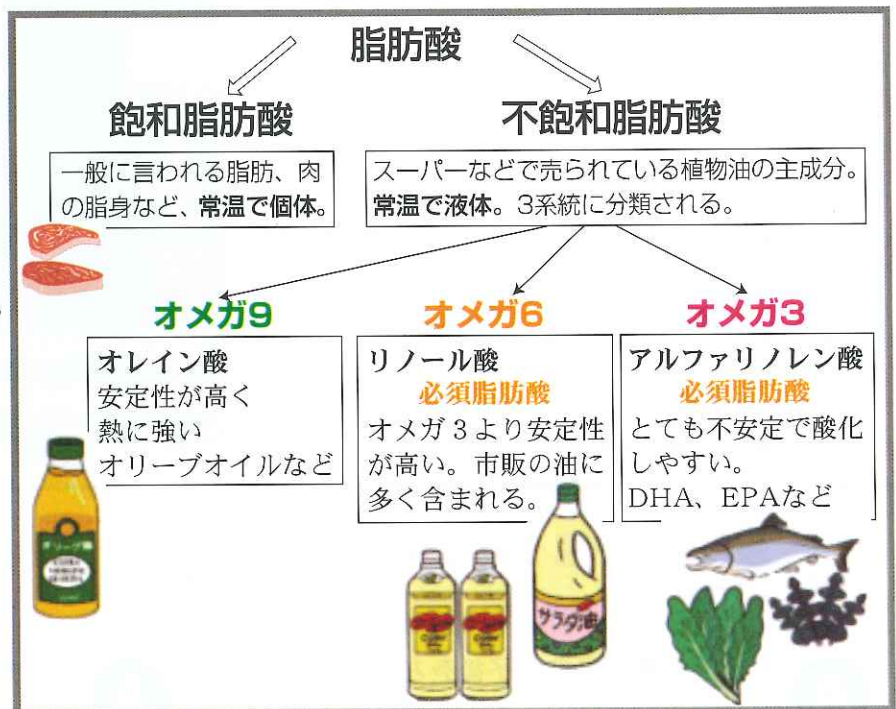 脂肪酸
飽和脂肪酸
一般に言われる脂肪、肉
の脂身など、常温で個体。
不飽和脂肪酸
スーパーなどで売られている植物油の主成分。
常温で液体。3系統に分類される。
オメガ9
オレイン酸
安定性が高く
熱に強い
オリーブオイルなど
オメガ6
リノール酸
必須脂肪酸
オメガ3より安定性
が高い。市販の油に
多く含まれる。
オメガ3
アルファリノレン酸
必須脂肪酸
とても不安定で酸化
しやすい。
DHA、EPAなど
オリーブ油
サラダ油